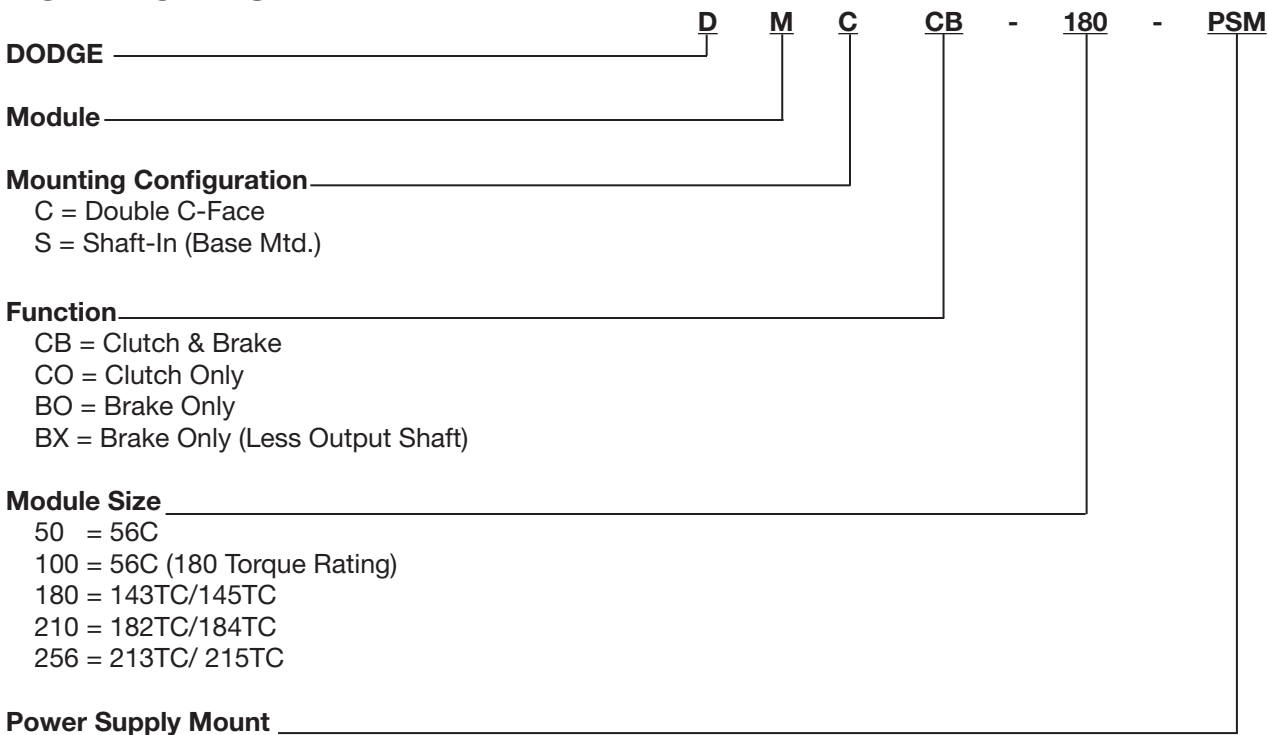 D M C CB - 180 - PSM
DODGE
Module
Mounting Configuration
C = Double C-Face
S = Shaft-In (Base Mtd.)
Function
CB = Clutch & Brake
CO = Clutch Only
BO = Brake Only
BX = Brake Only (Less Output Shaft)
Module Size
50 = 56C
100 = 56C (180 Torque Rating)
180 = 143TC/145TC
210 = 182TC/184TC
256 = 213TC/ 215TC
Power Supply Mount